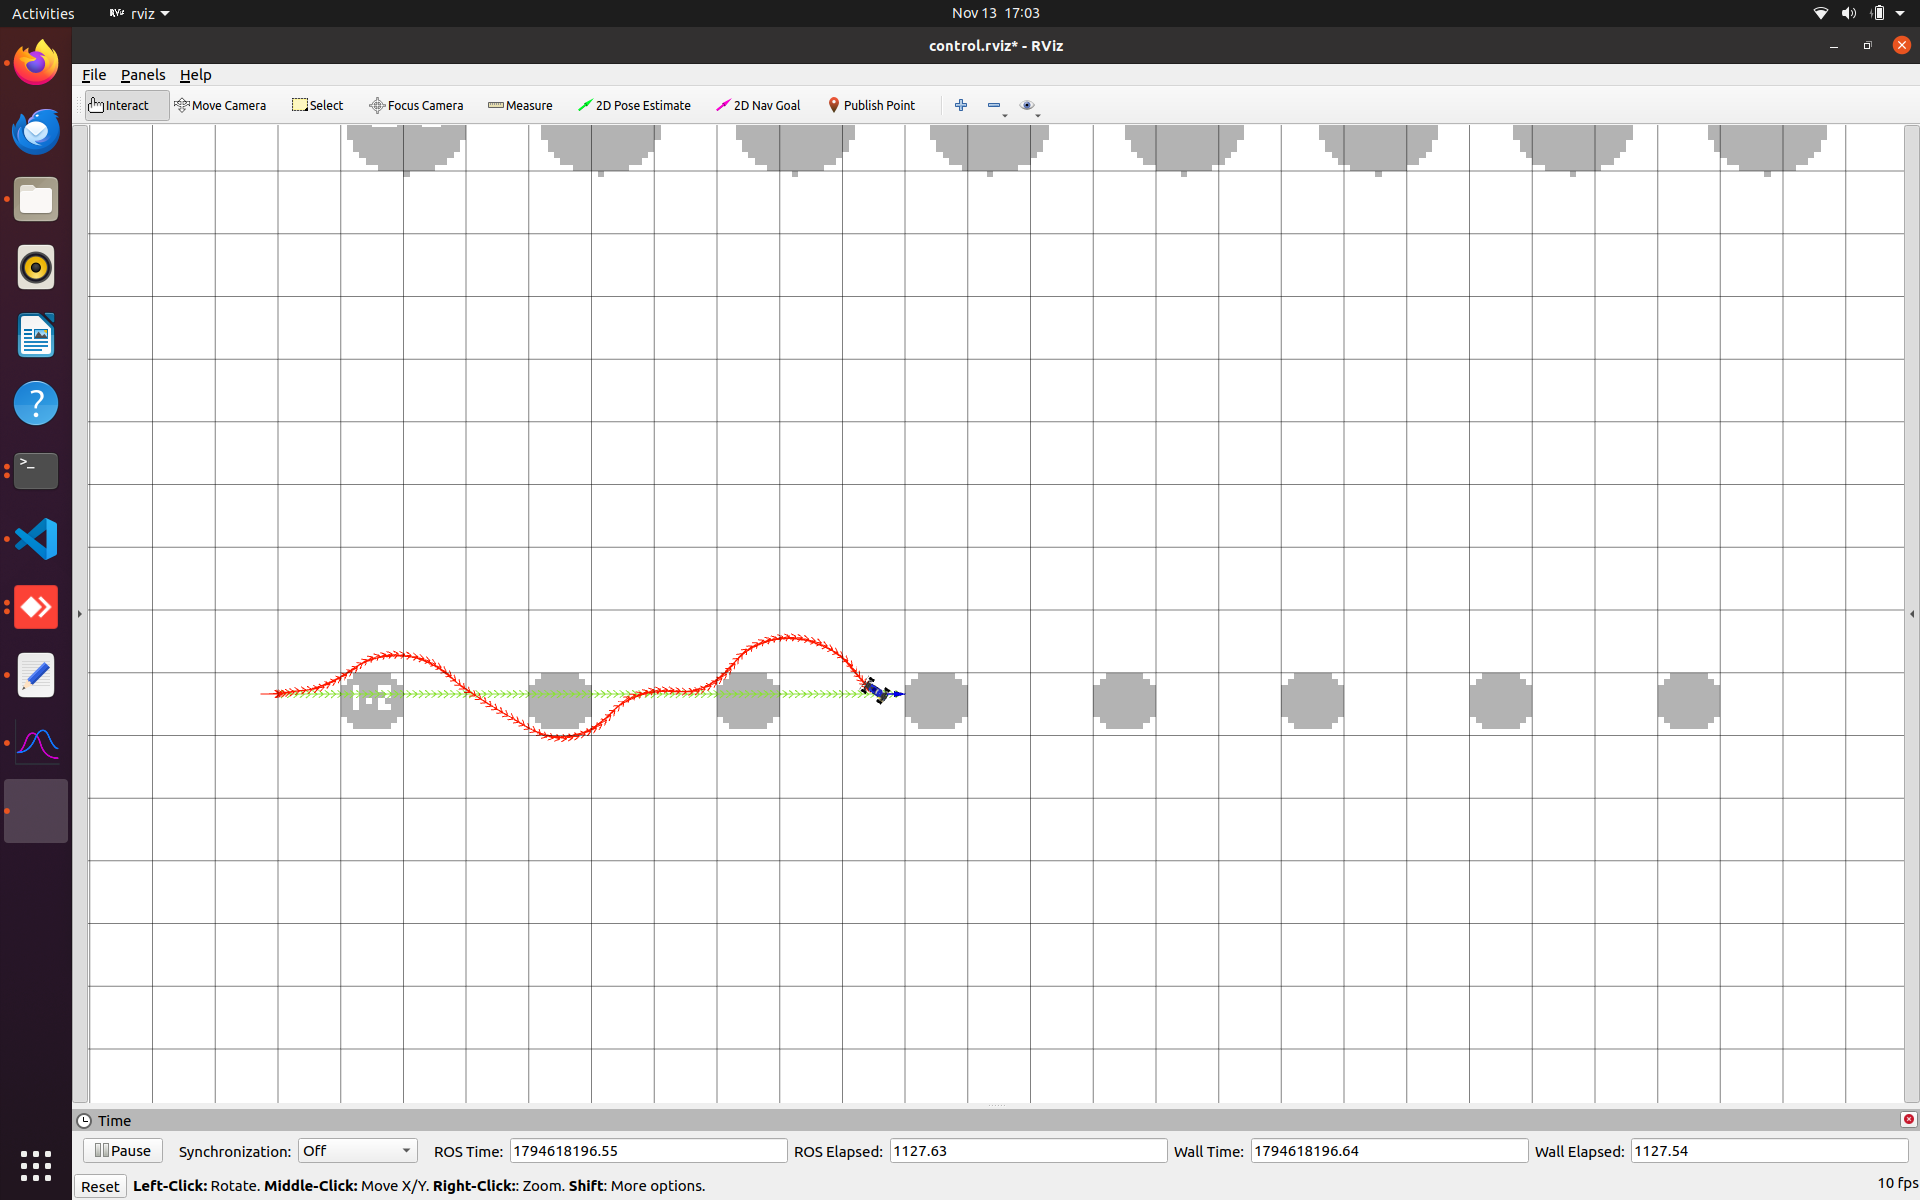 Activities RViz rviz Nov 13 17:03
control.rviz* - RViz
File Panels Help
Interact Move Camera Select Focus Camera Measure 2D Pose Estimate 2D Nav Goal Publish Point
Time
Pause Synchronization: Off ROS Time: 1794618196.55 ROS Elapsed: 1127.63 Wall Time: 1794618196.64 Wall Elapsed: 1127.54
Reset Left-Click: Rotate. Middle-Click: Move X/Y. Right-Click:: Zoom. Shift: More options. 10 fps